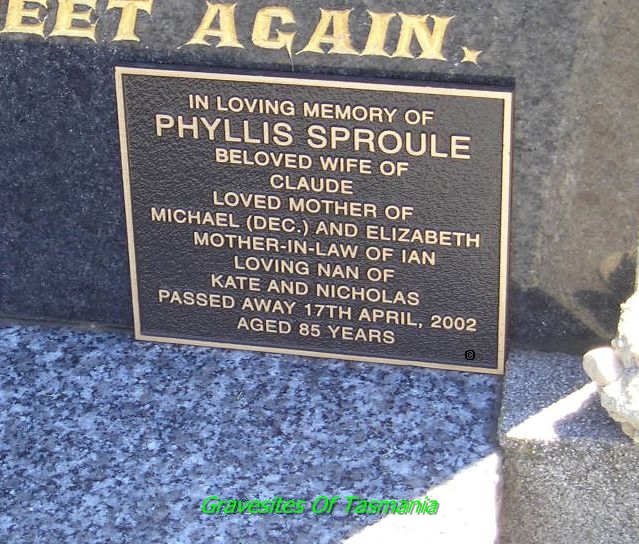 EET AGAIN.
IN LOVING MEMORY OF
PHYLLIS SPROULE
BELOVED WIFE OF
CLAUDE
LOVED MOTHER OF
MICHAEL (DEC.) AND ELIZABETH
MOTHER-IN-LAW OF IAN
LOVING NAN OF
KATE AND NICHOLAS
PASSED AWAY 17TH APRIL, 2002
AGED 85 YEARS
Gravesites Of Tasmania